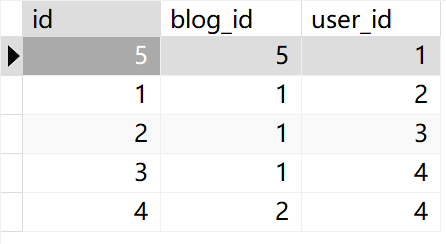 id blog_id user_id
5 5 1
1 1 2
2 1 3
3 1 4
4 2 4